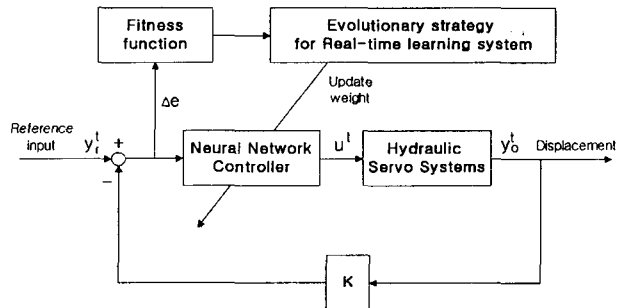 Fitness
function
Evolutionary strategy
for Real-time learning system
Update
weight
Δe
Reference
input
y_r^t
+
−
Neural Network
Controller
u^t
Hydraulic
Servo Systems
y_o^t
Displacement
K